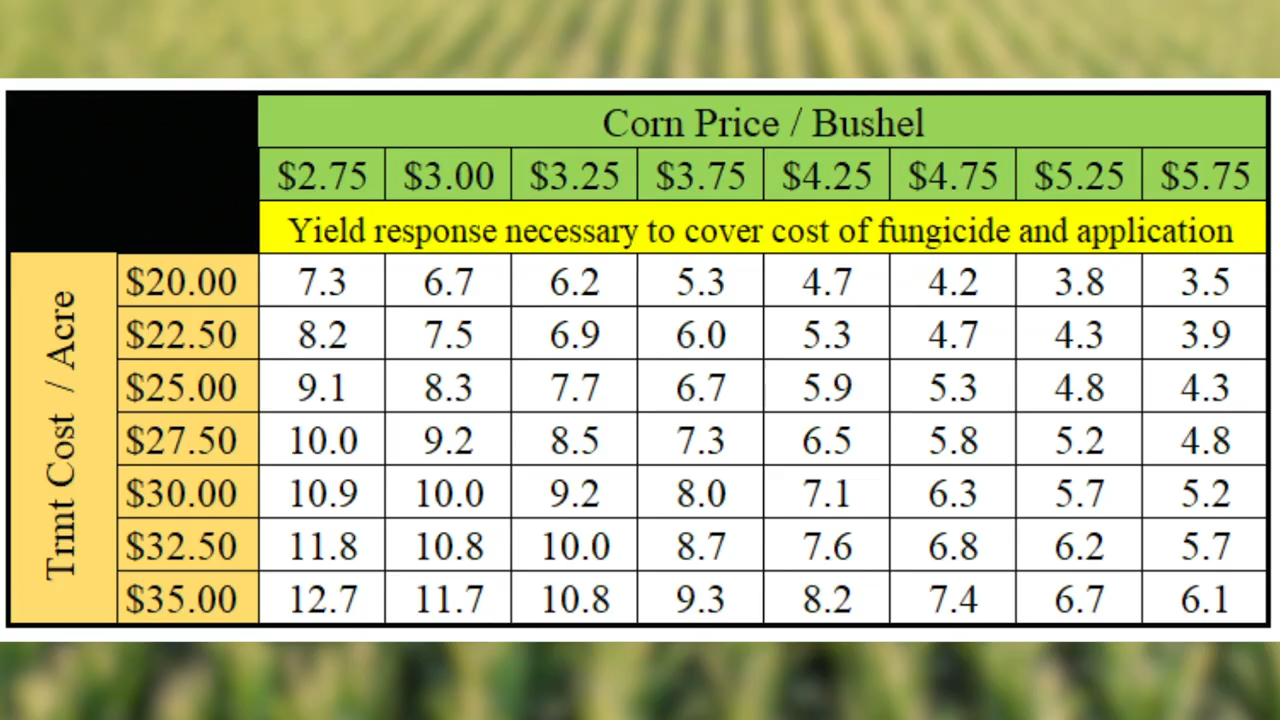 Corn Price / Bushel
$2.75 $3.00 $3.25 $3.75 $4.25 $4.75 $5.25 $5.75
Yield response necessary to cover cost of fungicide and application
Trmt Cost / Acre
$20.00 7.3 6.7 6.2 5.3 4.7 4.2 3.8 3.5
$22.50 8.2 7.5 6.9 6.0 5.3 4.7 4.3 3.9
$25.00 9.1 8.3 7.7 6.7 5.9 5.3 4.8 4.3
$27.50 10.0 9.2 8.5 7.3 6.5 5.8 5.2 4.8
$30.00 10.9 10.0 9.2 8.0 7.1 6.3 5.7 5.2
$32.50 11.8 10.8 10.0 8.7 7.6 6.8 6.2 5.7
$35.00 12.7 11.7 10.8 9.3 8.2 7.4 6.7 6.1